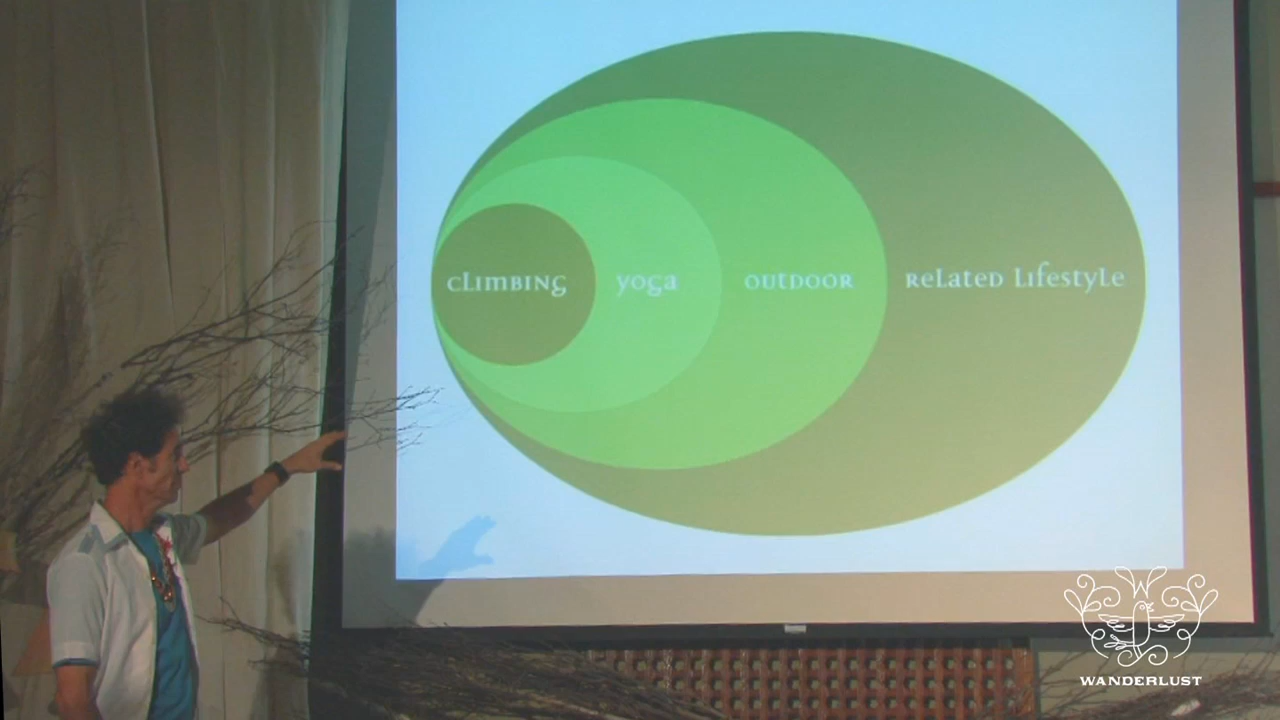 cLimbing
yoga
outdoor
reLated Lifestyle
WANDERLUST